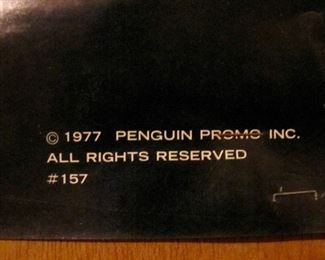 © 1977 PENGUIN PROMO INC.
ALL RIGHTS RESERVED
#157